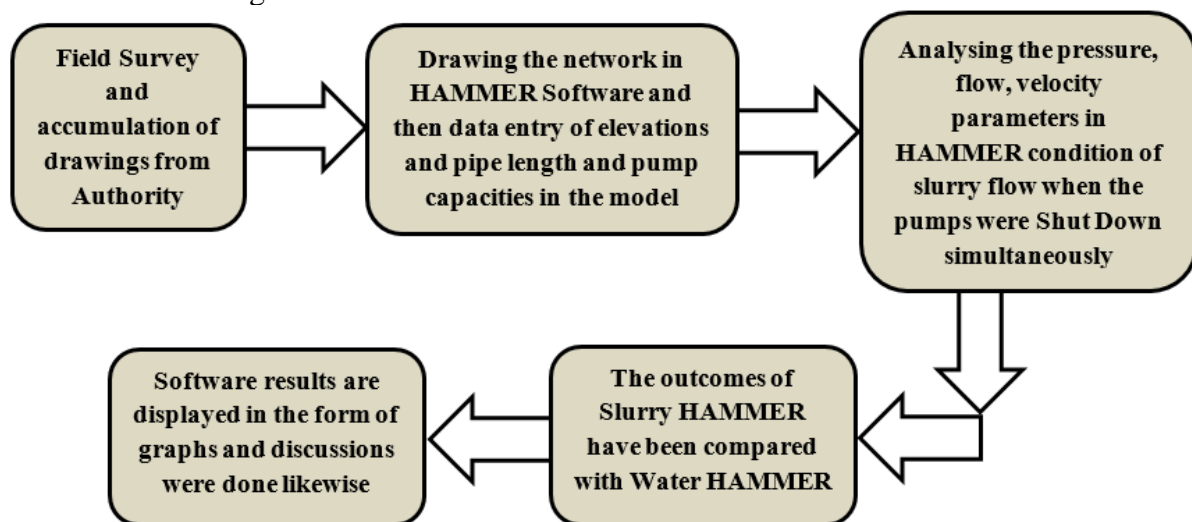 Field Survey
and
accumulation of
drawings from
Authority
Drawing the network in
HAMMER Software and
then data entry of elevations
and pipe length and pump
capacities in the model
Analysing the pressure,
flow, velocity
parameters in
HAMMER condition of
slurry flow when the
pumps were Shut Down
simultaneously
The outcomes of
Slurry HAMMER
have been compared
with Water HAMMER
Software results are
displayed in the form of
graphs and discussions
were done likewise